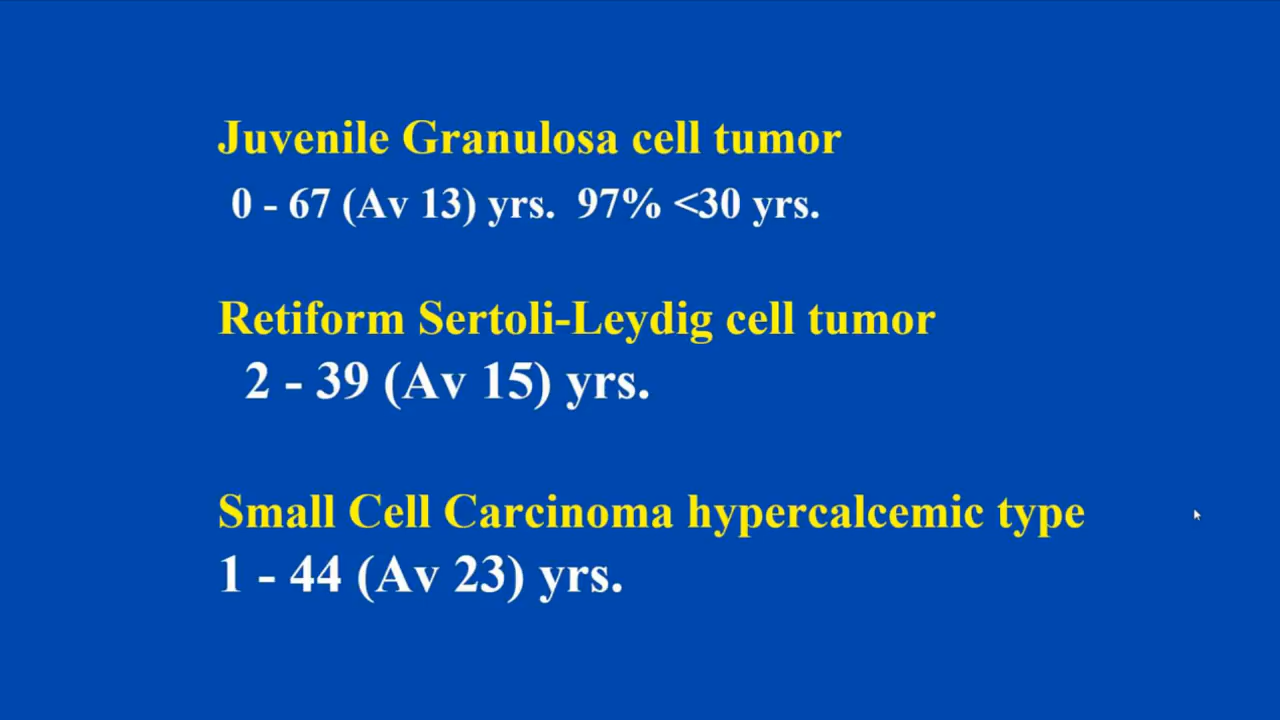 Juvenile Granulosa cell tumor
0 - 67 (Av 13) yrs. 97% <30 yrs.
Retiform Sertoli-Leydig cell tumor
2 - 39 (Av 15) yrs.
Small Cell Carcinoma hypercalcemic type
1 - 44 (Av 23) yrs.